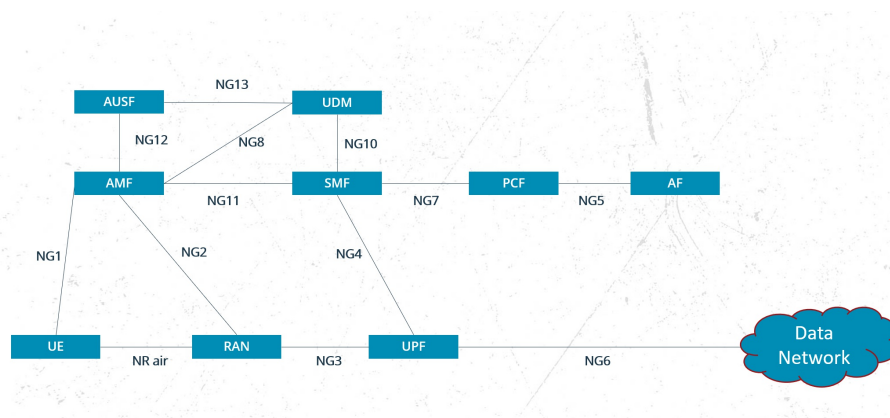 NG13
AUSF
UDM
NG12
NG8
NG10
AMF
SMF
PCF
AF
NG11
NG7
NG5
NG1
NG2
NG4
UE
RAN
UPF
NR air
NG3
NG6
Data
Network